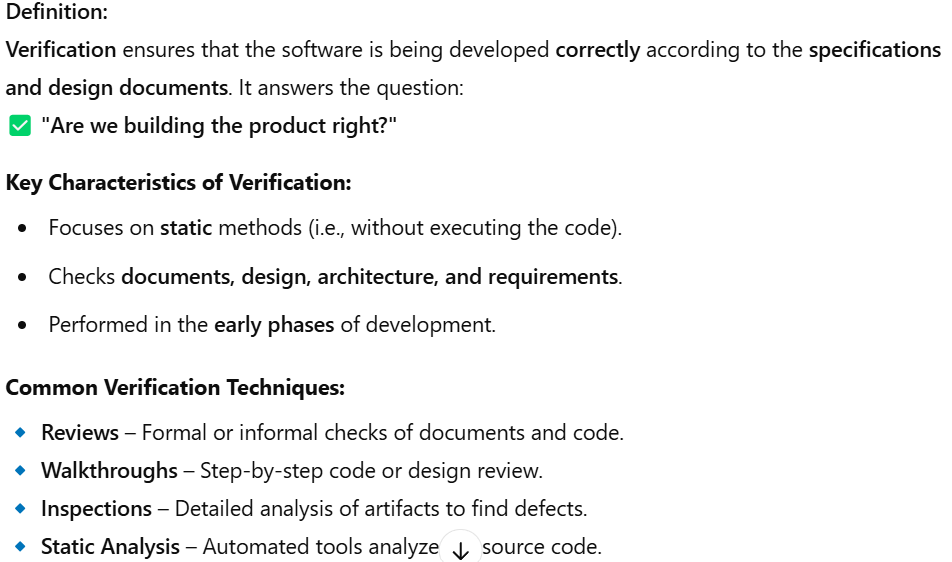 Definition:
Verification ensures that the software is being developed correctly according to the specifications
and design documents. It answers the question:
✅ "Are we building the product right?"
Key Characteristics of Verification:
• Focuses on static methods (i.e., without executing the code).
• Checks documents, design, architecture, and requirements.
• Performed in the early phases of development.
Common Verification Techniques:
🔹 Reviews – Formal or informal checks of documents and code.
🔹 Walkthroughs – Step-by-step code or design review.
🔹 Inspections – Detailed analysis of artifacts to find defects.
🔹 Static Analysis – Automated tools analyze source code.